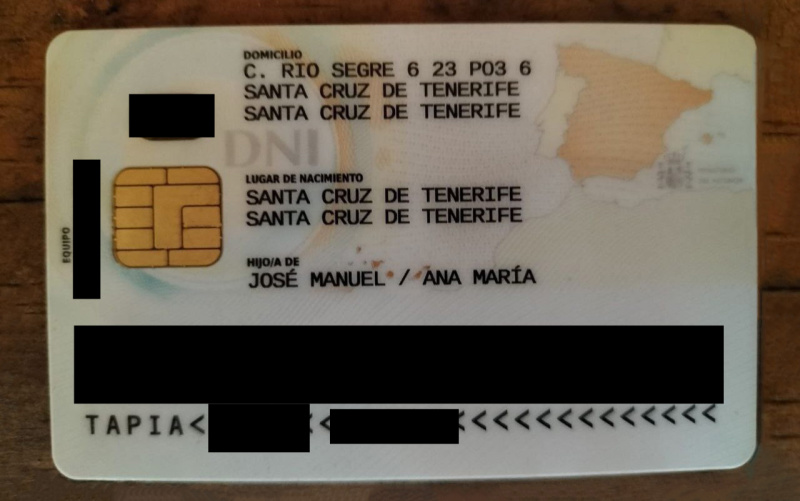 DOMICILIO
C. RIO SEGRE 6 23 PO3 6
SANTA CRUZ DE TENERIFE
SANTA CRUZ DE TENERIFE
DNI
LUGAR DE NACIMIENTO
SANTA CRUZ DE TENERIFE
SANTA CRUZ DE TENERIFE
EQUIPO
HIJO/A DE
JOSÉ MANUEL / ANA MARÍA
TAPIA< < <<<<<<<<<<<<<<